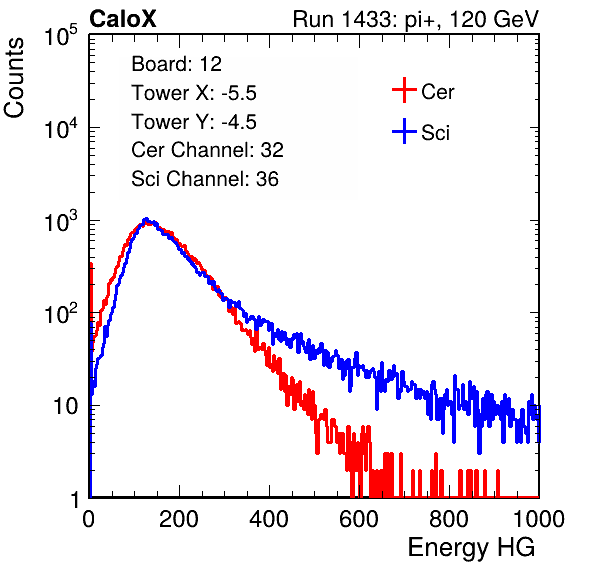 CaloX Run 1433: pi+, 120 GeV
Board: 12
Tower X: -5.5
Tower Y: -4.5
Cer Channel: 32
Sci Channel: 36
Cer
Sci
Counts
10^5
10^4
10^3
10^2
10
1
0 200 400 600 800 1000
Energy HG